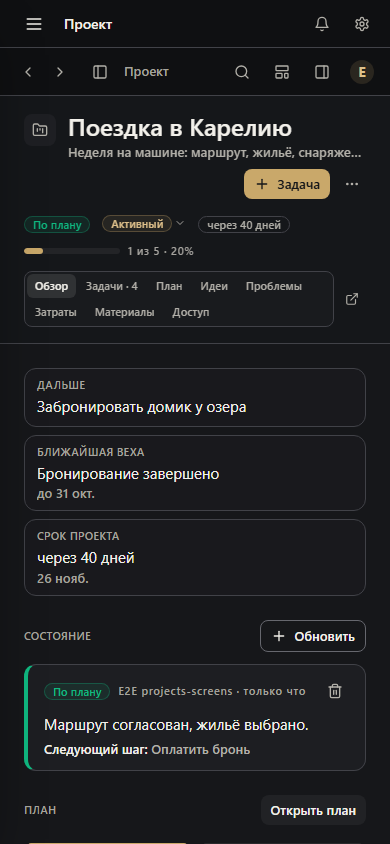 Проект
Проект
E
Поездка в Карелию
Неделя на машине: маршрут, жильё, снаряже...
+ Задача
По плану
Активный
через 40 дней
1 из 5 · 20%
Обзор
Задачи · 4
План
Идеи
Проблемы
Затраты
Материалы
Доступ
ДАЛЬШЕ
Забронировать домик у озера
БЛИЖАЙШАЯ ВЕХА
Бронирование завершено
до 31 окт.
СРОК ПРОЕКТА
через 40 дней
26 нояб.
СОСТОЯНИЕ
+ Обновить
По плану
E2E projects-screens · только что
Маршрут согласован, жильё выбрано.
Следующий шаг: Оплатить бронь
ПЛАН
Открыть план